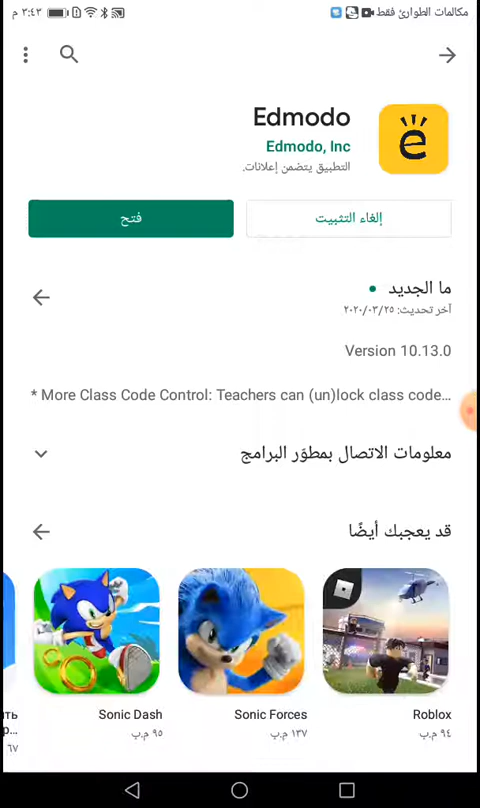 مكالمات الطوارئ فقط
٣:٤٣ م
Edmodo
Edmodo, Inc
التطبيق يتضمن إعلانات.
إلغاء التثبيت
فتح
ما الجديد
آخر تحديث: ٢٠٢٠/٠٣/٢٥
Version 10.13.0
* More Class Code Control: Teachers can (un)lock class code...
معلومات الاتصال بمطوّر البرامج
قد يعجبك أيضًا
Roblox
٩٤ م.ب
Sonic Forces
١٣٧ م.ب
Sonic Dash
٩٥ م.ب
ить
р...
٦٧